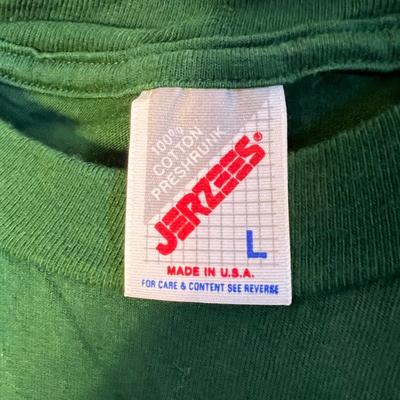 100%
COTTON
PRESHRUNK
JERZEES®
L
MADE IN U.S.A.
FOR CARE & CONTENT SEE REVERSE